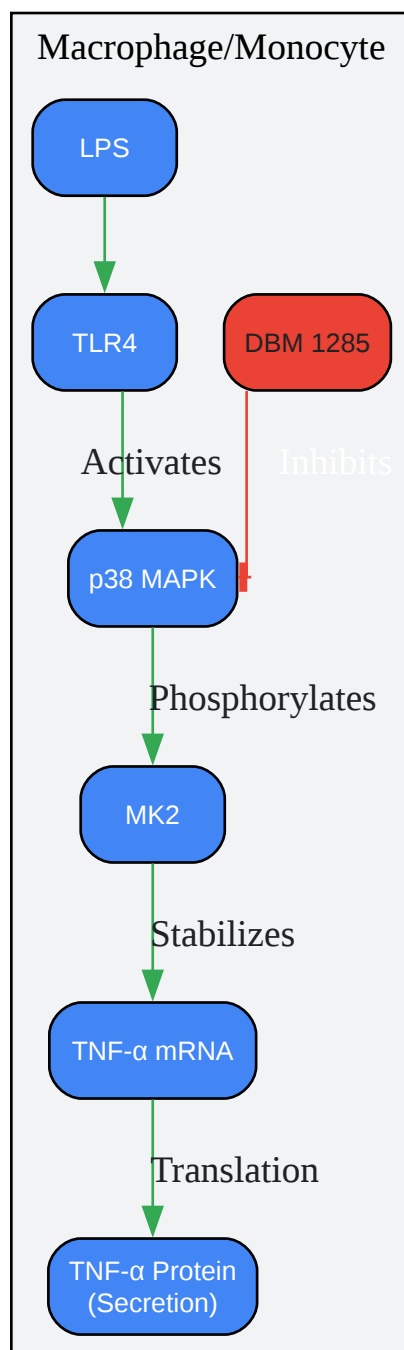 Macrophage/Monocyte
LPS
TLR4
DBM 1285
Activates
Inhibits
p38 MAPK
Phosphorylates
MK2
Stabilizes
TNF-α mRNA
Translation
TNF-α Protein
(Secretion)